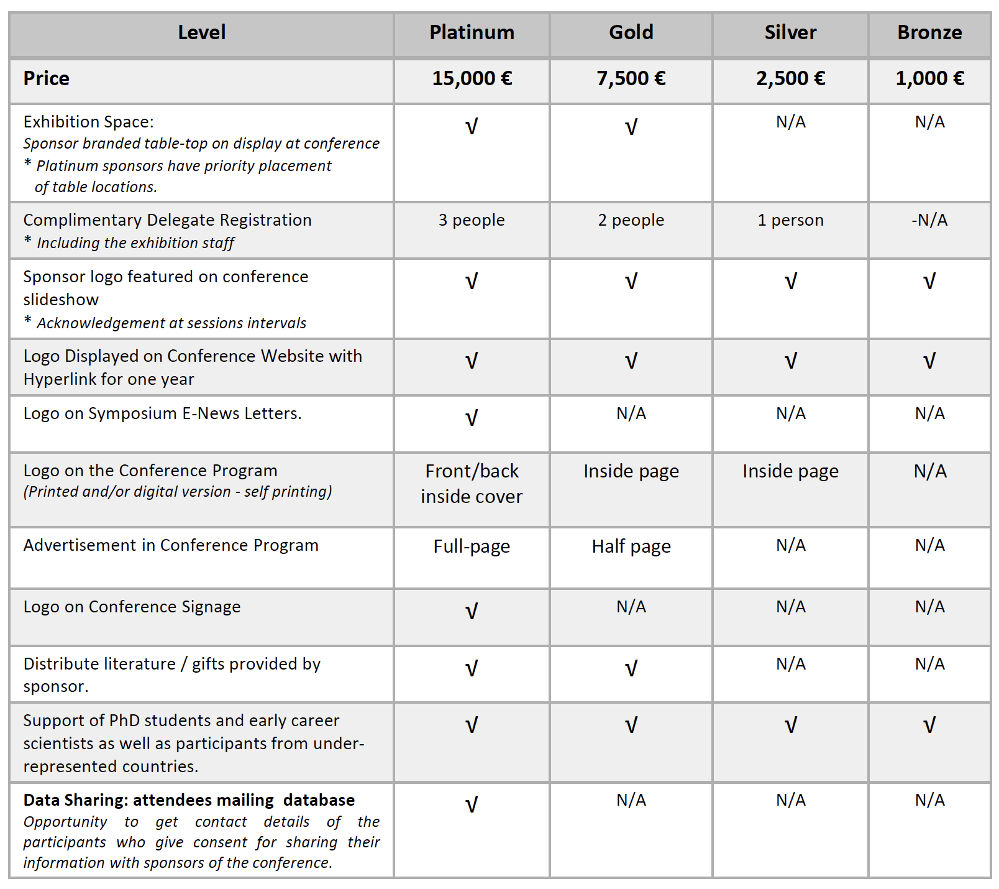 Level Platinum Gold Silver Bronze
Price 15,000 € 7,500 € 2,500 € 1,000 €
Exhibition Space: √ √ N/A N/A
Sponsor branded table-top on display at conference
* Platinum sponsors have priority placement
of table locations.
Complimentary Delegate Registration 3 people 2 people 1 person -N/A
* Including the exhibition staff
Sponsor logo featured on conference √ √ √ √
slideshow
* Acknowledgement at sessions intervals
Logo Displayed on Conference Website with √ √ √ √
Hyperlink for one year
Logo on Symposium E-News Letters. √ N/A N/A N/A
Logo on the Conference Program Front/back Inside page Inside page N/A
(Printed and/or digital version - self printing) inside cover
Advertisement in Conference Program Full-page Half page N/A N/A
Logo on Conference Signage √ N/A N/A N/A
Distribute literature / gifts provided by √ √ N/A N/A
sponsor.
Support of PhD students and early career √ √ √ √
scientists as well as participants from under-
represented countries.
Data Sharing: attendees mailing database √ N/A N/A N/A
Opportunity to get contact details of the
participants who give consent for sharing their
information with sponsors of the conference.